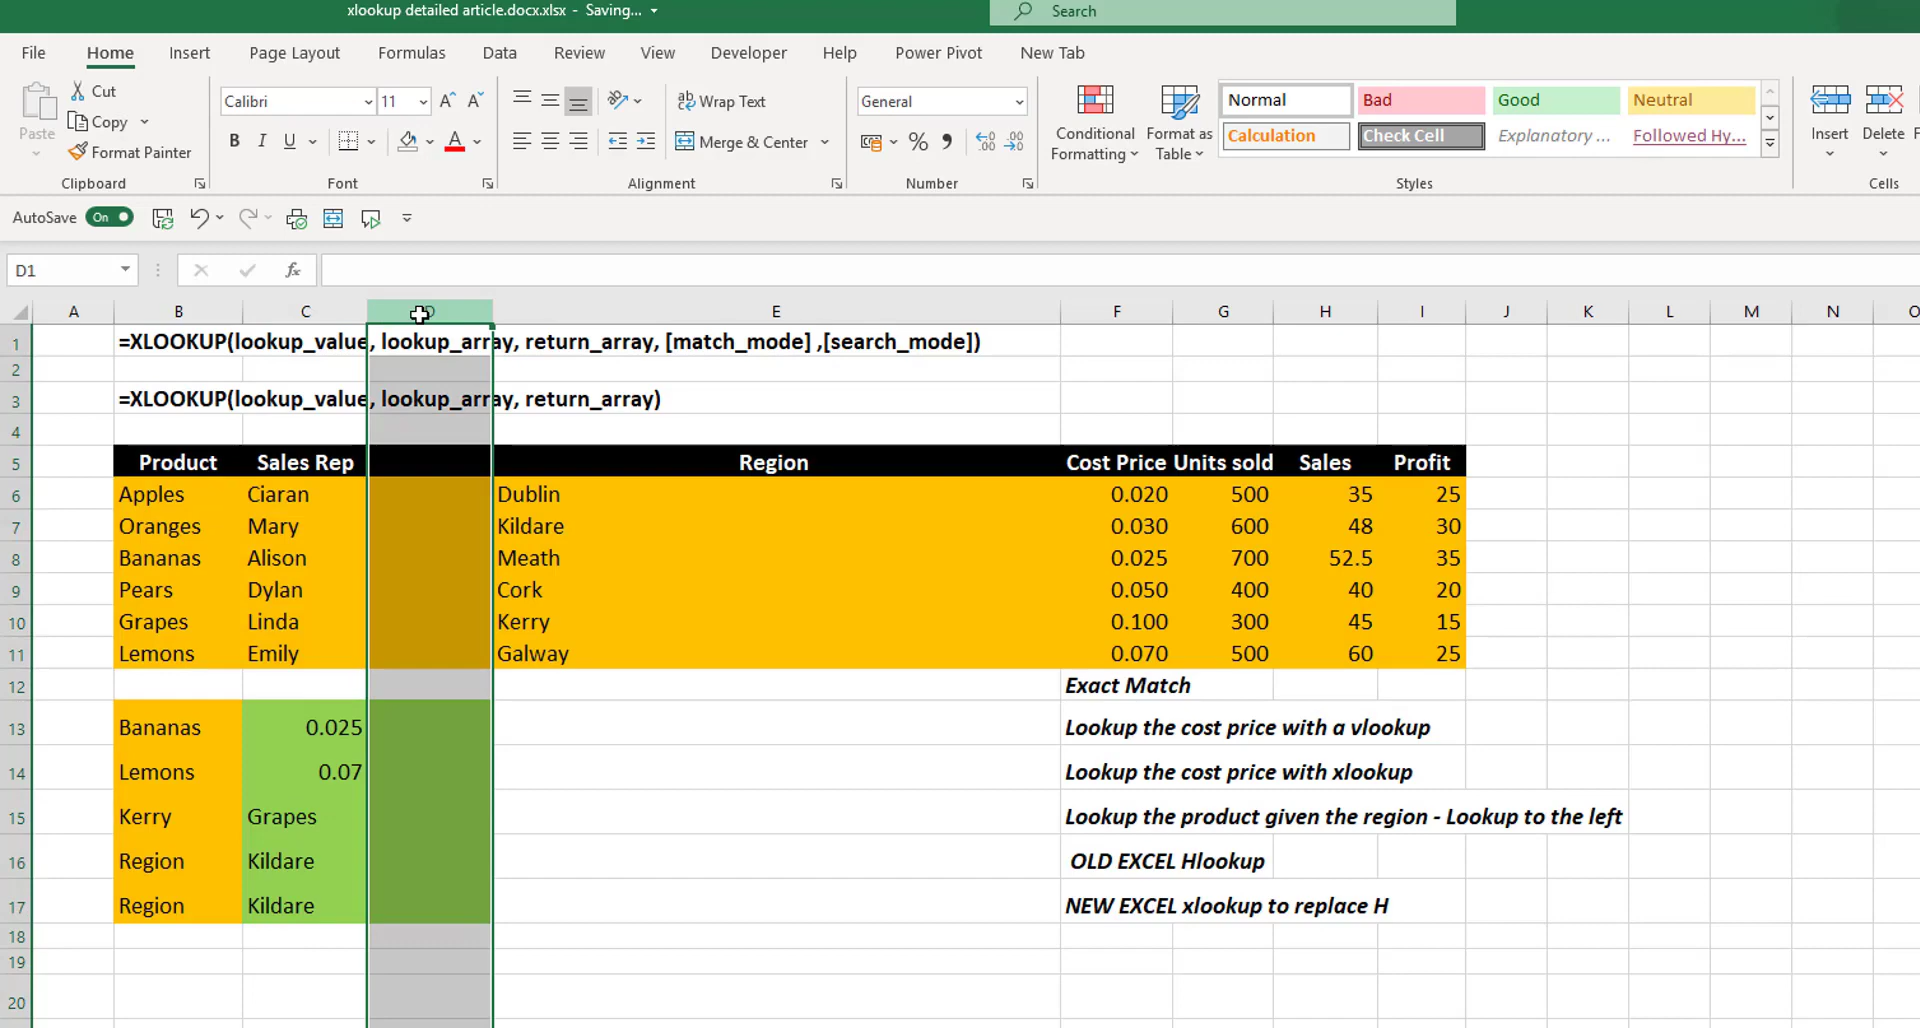 xlookup detailed article.docx.xlsx - Saving...
Search
File Home Insert Page Layout Formulas Data Review View Developer Help Power Pivot New Tab
Paste
Cut
Copy
Format Painter
Clipboard
Calibri 11
B I U
Font
Wrap Text
Merge & Center
Alignment
General
Number
Conditional Formatting
Format as Table
Normal Bad Good Neutral
Calculation Check Cell Explanatory ... Followed Hy...
Styles
Insert Delete
Cells
AutoSave On
D1 fx
A B C D E F G H I J K L M N O
1 =XLOOKUP(lookup_value, lookup_array, return_array, [match_mode] ,[search_mode])
2
3 =XLOOKUP(lookup_value, lookup_array, return_array)
4
5 Product Sales Rep Region Cost Price Units sold Sales Profit
6 Apples Ciaran Dublin 0.020 500 35 25
7 Oranges Mary Kildare 0.030 600 48 30
8 Bananas Alison Meath 0.025 700 52.5 35
9 Pears Dylan Cork 0.050 400 40 20
10 Grapes Linda Kerry 0.100 300 45 15
11 Lemons Emily Galway 0.070 500 60 25
12 Exact Match
13 Bananas 0.025 Lookup the cost price with a vlookup
14 Lemons 0.07 Lookup the cost price with xlookup
15 Kerry Grapes Lookup the product given the region - Lookup to the left
16 Region Kildare OLD EXCEL Hlookup
17 Region Kildare NEW EXCEL xlookup to replace H
18
19
20